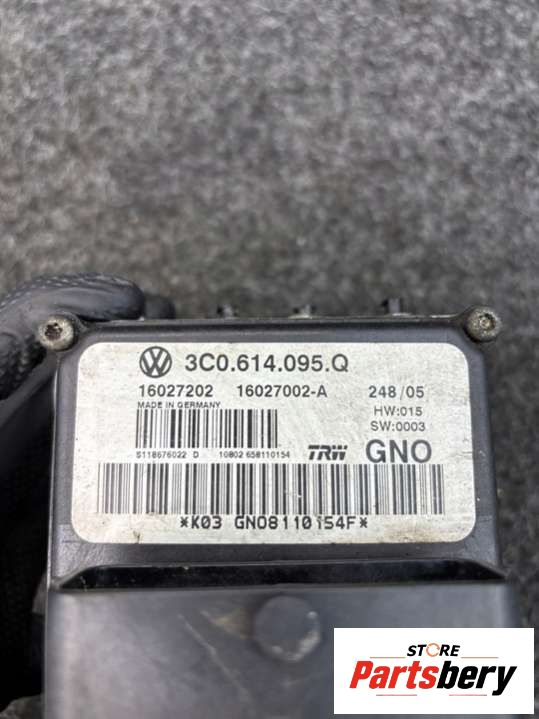 3C0.614.095.Q
16027202 16027002-A 248/05
MADE IN GERMANY
HW:015
SW:0003
S118676022 D 10802 658110154 TRW GNO
*K03 GNO8110154F*
STORE
Partsbery